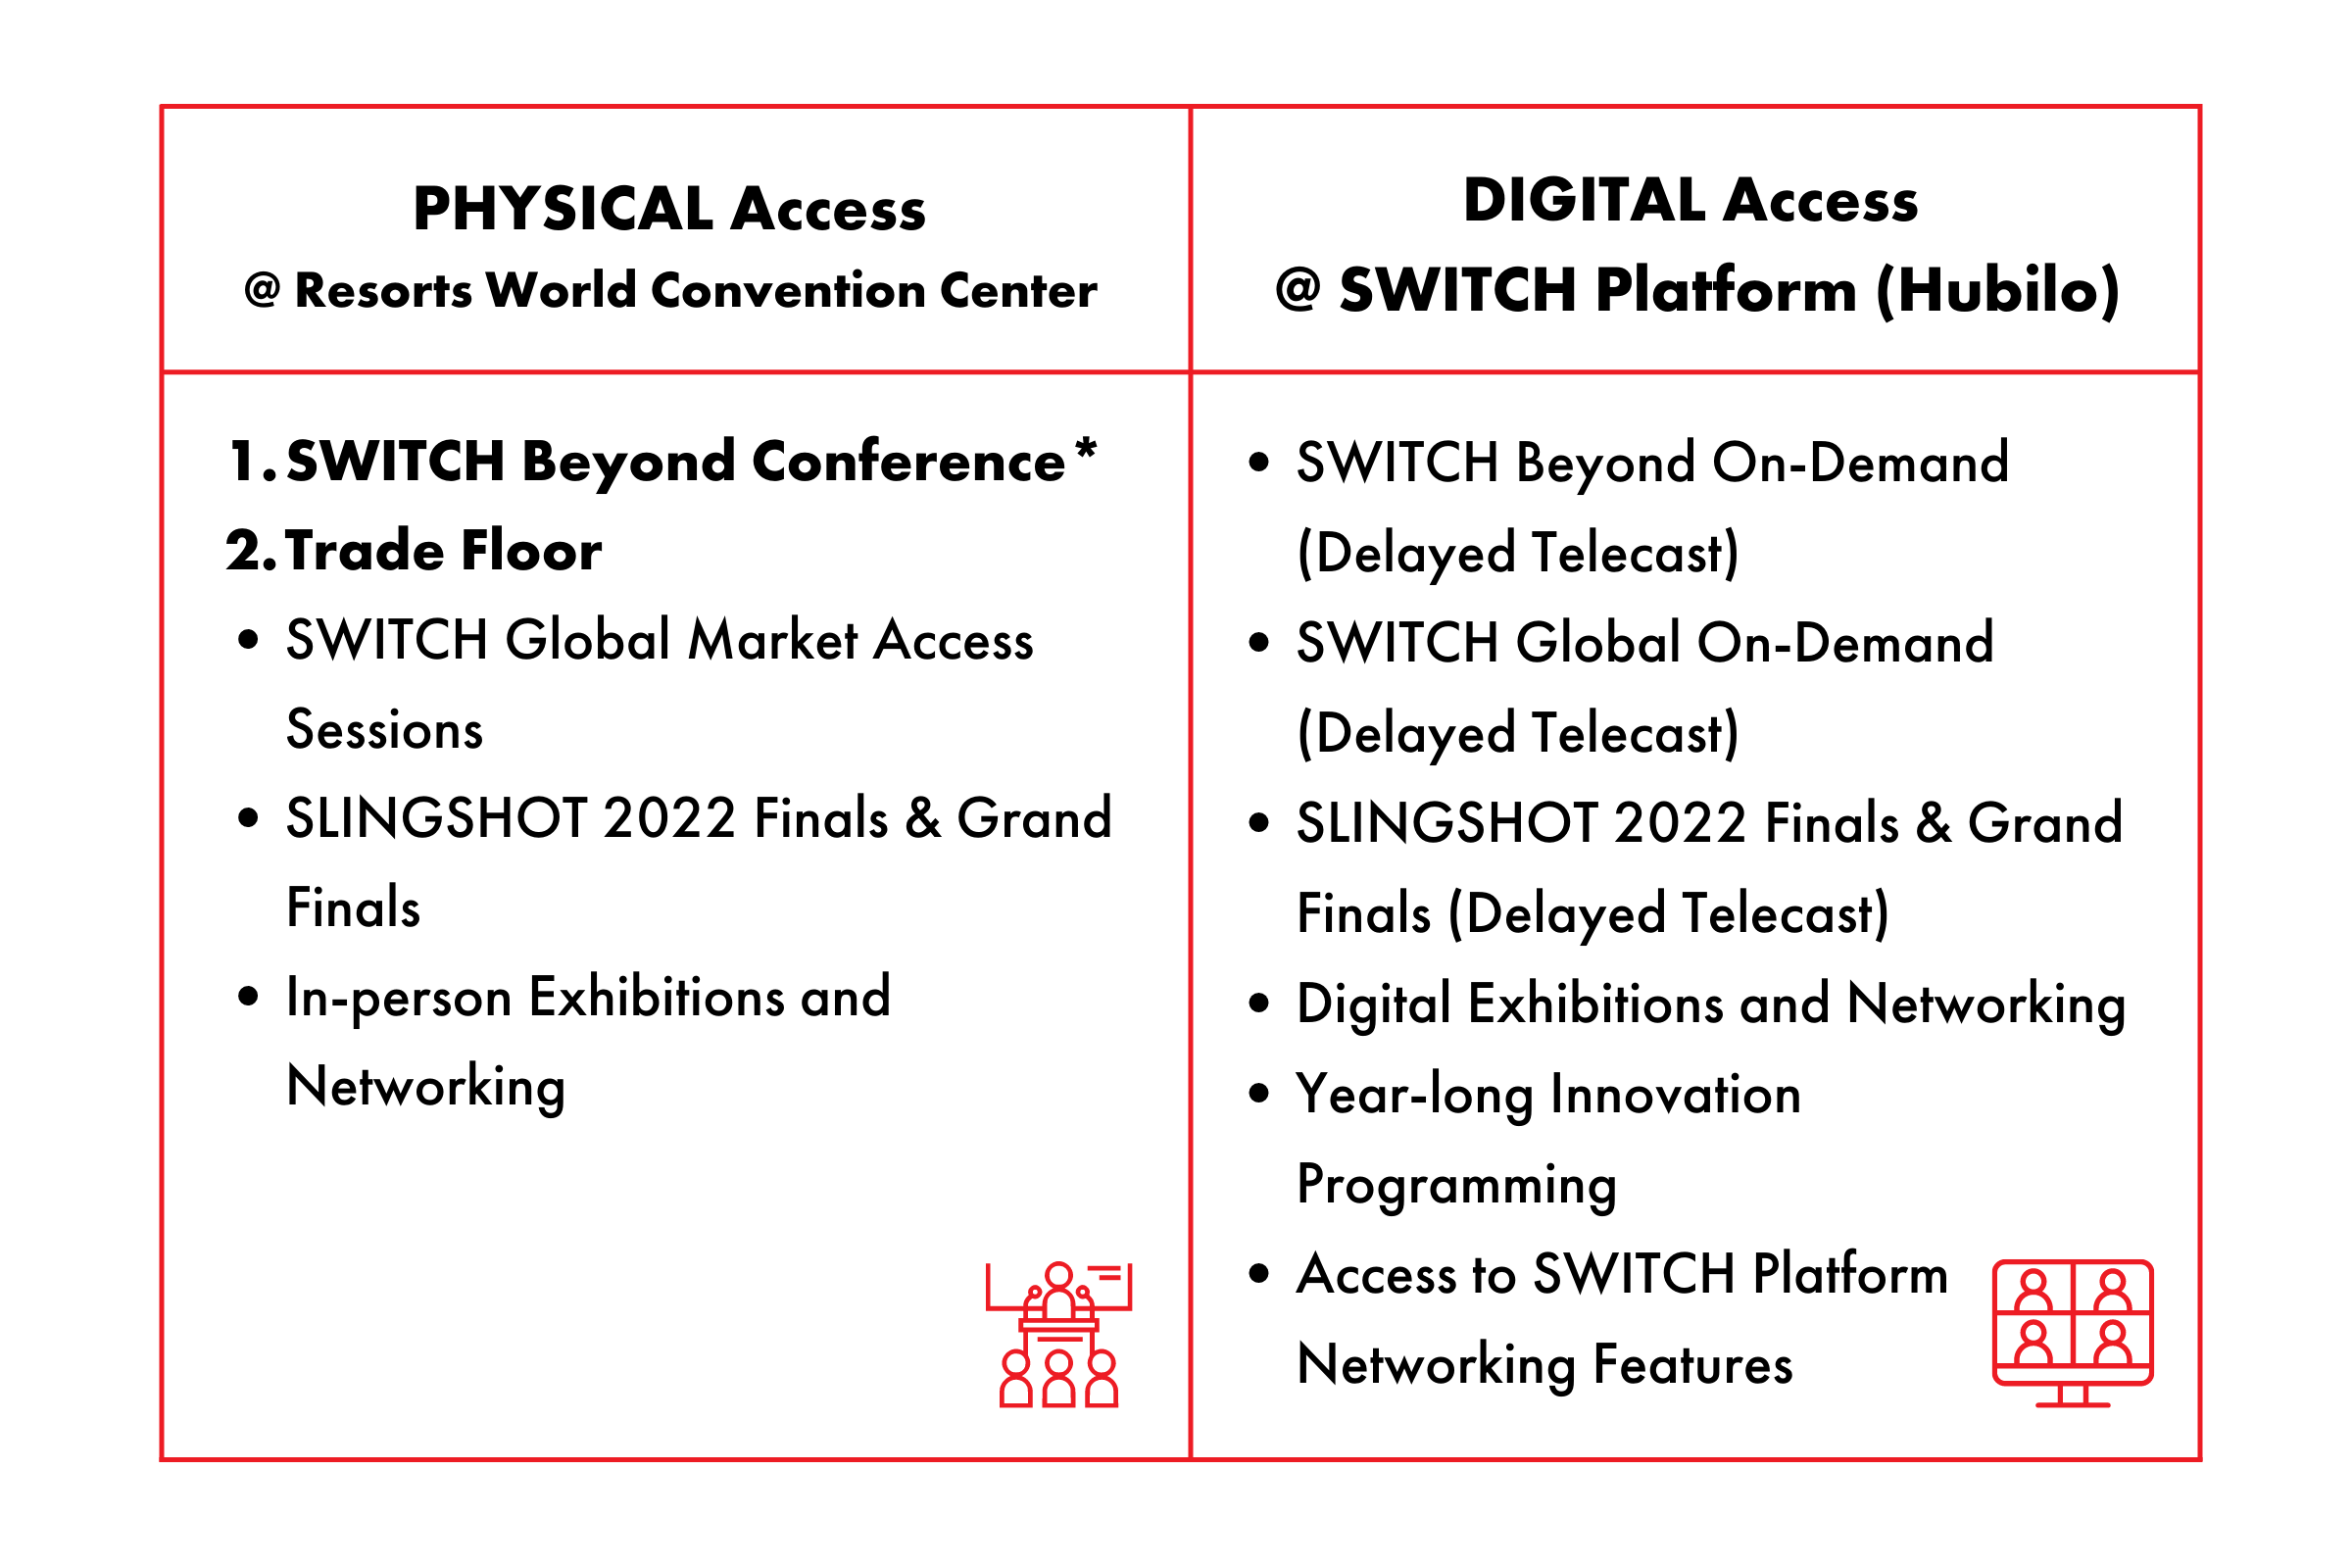 PHYSICAL Access
@ Resorts World Convention Center
DIGITAL Access
@ SWITCH Platform (Hubilo)
1. SWITCH Beyond Conference*
2. Trade Floor
• SWITCH Global Market Access
Sessions
• SLINGSHOT 2022 Finals & Grand
Finals
• In-person Exhibitions and
Networking
• SWITCH Beyond On-Demand
(Delayed Telecast)
• SWITCH Global On-Demand
(Delayed Telecast)
• SLINGSHOT 2022 Finals & Grand
Finals (Delayed Telecast)
• Digital Exhibitions and Networking
• Year-long Innovation
Programming
• Access to SWITCH Platform
Networking Features